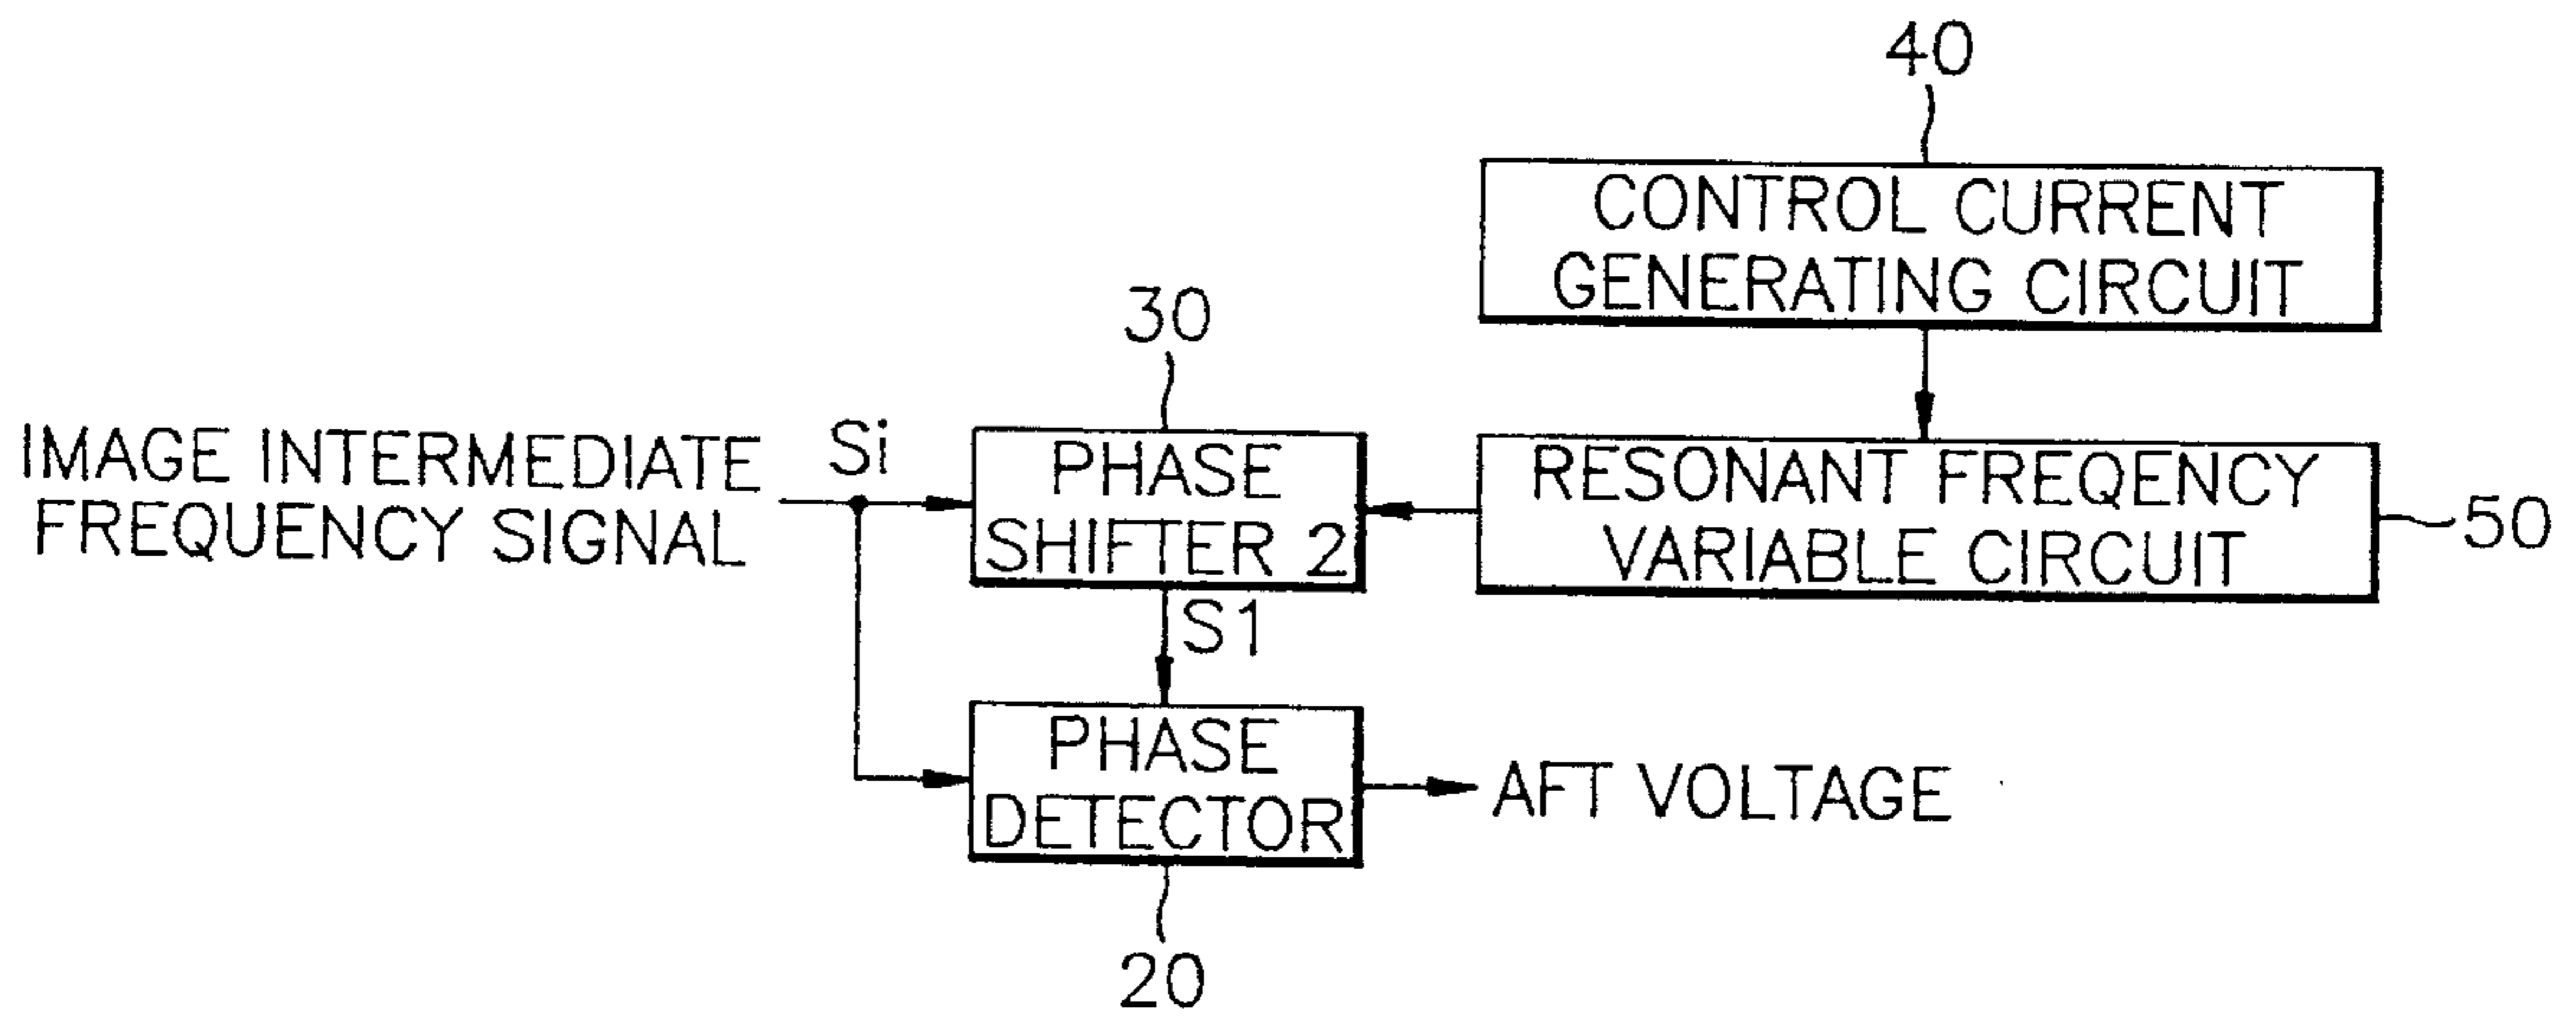 40
CONTROL CURRENT
GENERATING CIRCUIT
30
IMAGE INTERMEDIATE
FREQUENCY SIGNAL
Si
PHASE
SHIFTER 2
RESONANT FREQENCY
VARIABLE CIRCUIT
50
S1
PHASE
DETECTOR
AFT VOLTAGE
20